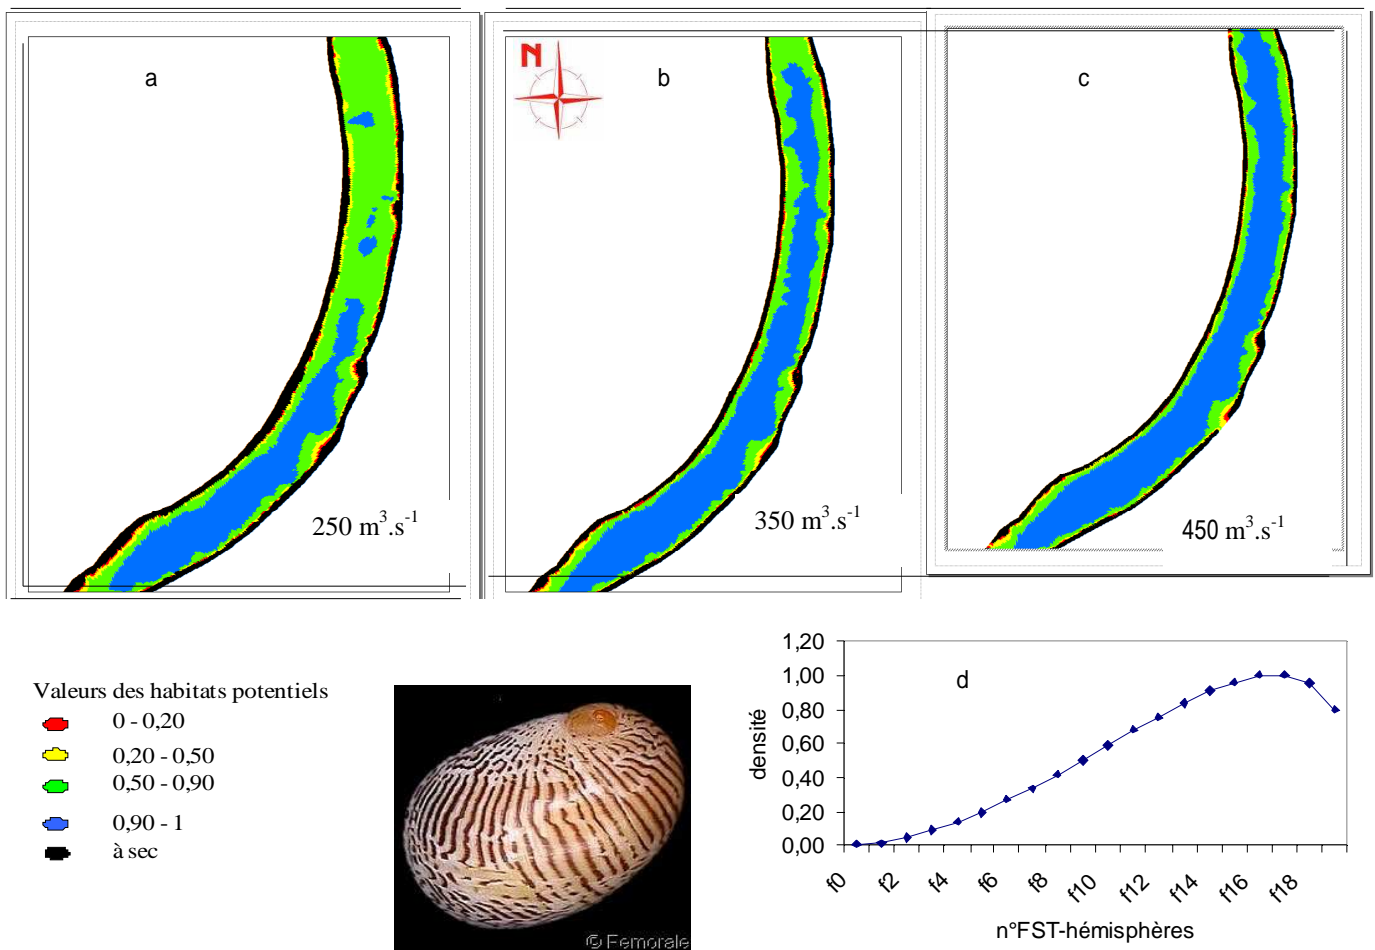 a
N
b
c
250 m³.s⁻¹
350 m³.s⁻¹
450 m³.s⁻¹
Valeurs des habitats potentiels
0 - 0,20
0,20 - 0,50
0,50 - 0,90
0,90 - 1
à sec
© Femorale
d
densité
1,20
1,00
0,80
0,60
0,40
0,20
0,00
f0 f2 f4 f6 f8 f10 f12 f14 f16 f18
n°FST-hémisphères